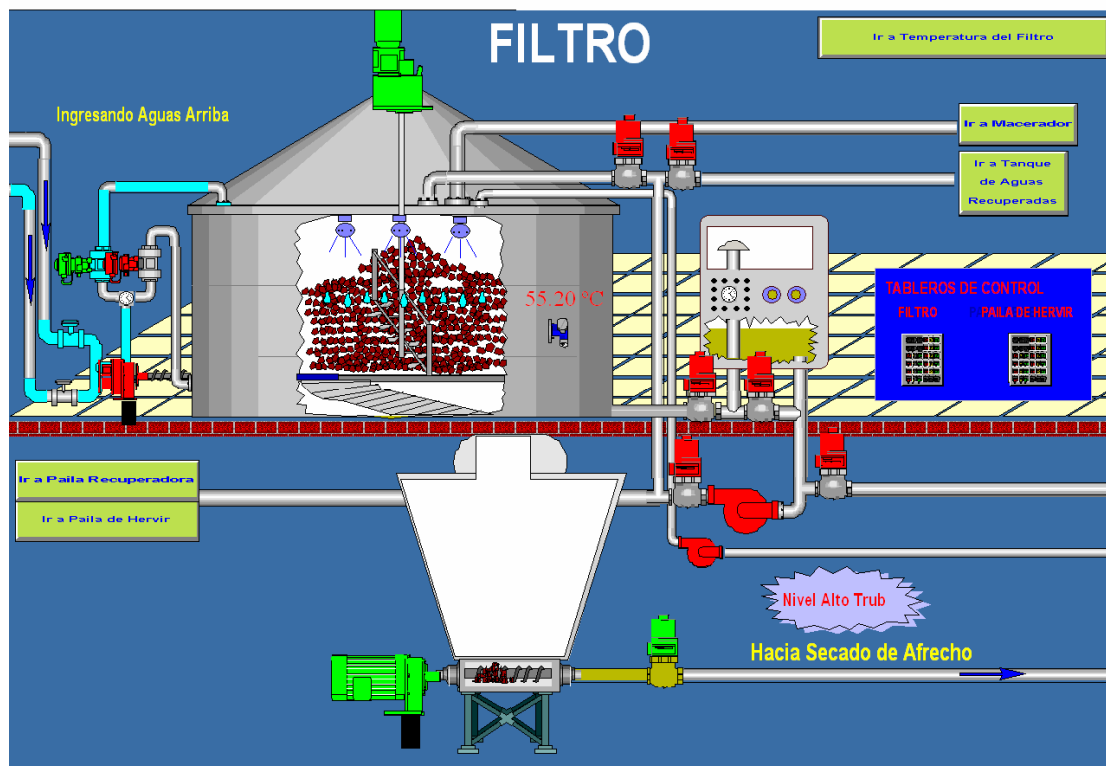 FILTRO
Ir a Temperatura del Filtro
Ingresando Aguas Arriba
Ir a Macerador
Ir a Tanque
de Aguas
Recuperadas
55.20 °C
TABLEROS DE CONTROL
FILTRO
PAILA DE HERVIR
Ir a Paila Recuperadora
Ir a Paila de Hervir
Nivel Alto Trub
Hacia Secado de Afrecho